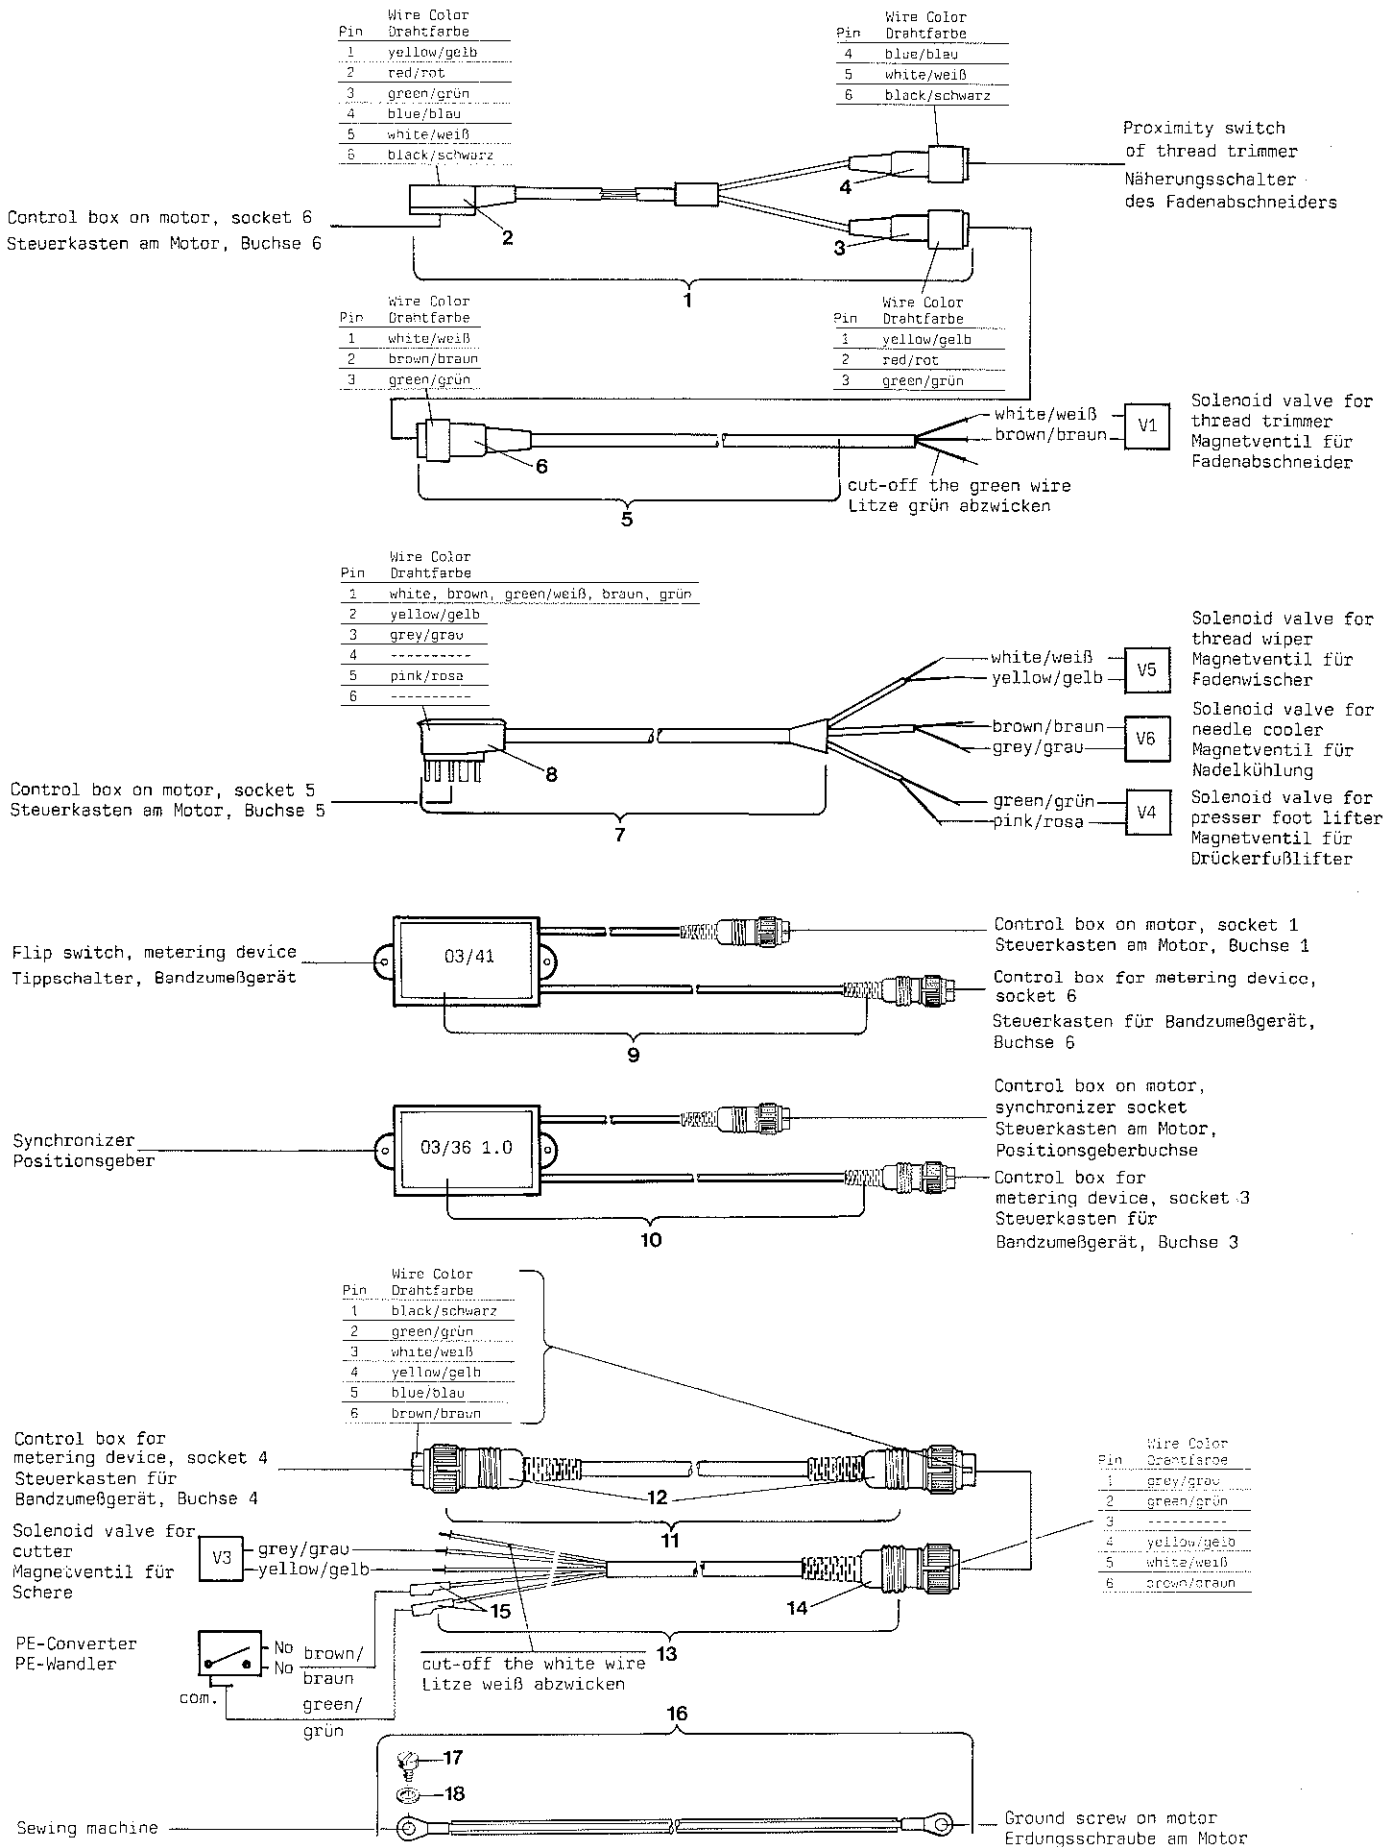 Wire Color
Pin Drahtfarbe
1 yellow/gelb
2 red/rot
3 green/grün
4 blue/blau
5 white/weiß
6 black/schwarz
Wire Color
Pin Drahtfarbe
4 blue/blau
5 white/weiß
6 black/schwarz
Proximity switch
of thread trimmer
Näherungsschalter
des Fadenabschneiders
Control box on motor, socket 6
Steuerkasten am Motor, Buchse 6
2
4
3
1
Wire Color
Pin Drahtfarbe
1 white/weiß
2 brown/braun
3 green/grün
Wire Color
Pin Drahtfarbe
1 yellow/gelb
2 red/rot
3 green/grün
6
5
white/weiß
brown/braun
V1
Solenoid valve for
thread trimmer
Magnetventil für
Fadenabschneider
cut-off the green wire
Litze grün abzwicken
Wire Color
Pin Drahtfarbe
1 white, brown, green/weiß, braun, grün
2 yellow/gelb
3 grey/grau
4 ----------
5 pink/rosa
6 ----------
Control box on motor, socket 5
Steuerkasten am Motor, Buchse 5
8
7
white/weiß
yellow/gelb
V5
Solenoid valve for
thread wiper
Magnetventil für
Fadenwischer
brown/braun
grey/grau
V6
Solenoid valve for
needle cooler
Magnetventil für
Nadelkühlung
green/grün
pink/rosa
V4
Solenoid valve for
presser foot lifter
Magnetventil für
Drückerfußlifter
Flip switch, metering device
Tippschalter, Bandzumeßgerät
03/41
Control box on motor, socket 1
Steuerkasten am Motor, Buchse 1
Control box for metering device,
socket 6
Steuerkasten für Bandzumeßgerät,
Buchse 6
9
Synchronizer
Positionsgeber
03/36 1.0
Control box on motor,
synchronizer socket
Steuerkasten am Motor,
Positionsgeberbuchse
Control box for
metering device, socket 3
Steuerkasten für
Bandzumeßgerät, Buchse 3
10
Wire Color
Pin Drahtfarbe
1 black/schwarz
2 green/grün
3 white/weiß
4 yellow/gelb
5 blue/blau
6 brown/braun
Control box for
metering device, socket 4
Steuerkasten für
Bandzumeßgerät, Buchse 4
12
11
Wire Color
Pin Drahtfarbe
1 grey/grau
2 green/grün
3 ----------
4 yellow/gelb
5 white/weiß
6 brown/braun
Solenoid valve for
cutter
Magnetventil für
Schere
V3
grey/grau
yellow/gelb
15
14
13
PE-Converter
PE-Wandler
No
No
com.
brown/
braun
green/
grün
cut-off the white wire
Litze weiß abzwicken
16
17
18
Sewing machine
Ground screw on motor
Erdungsschraube am Motor